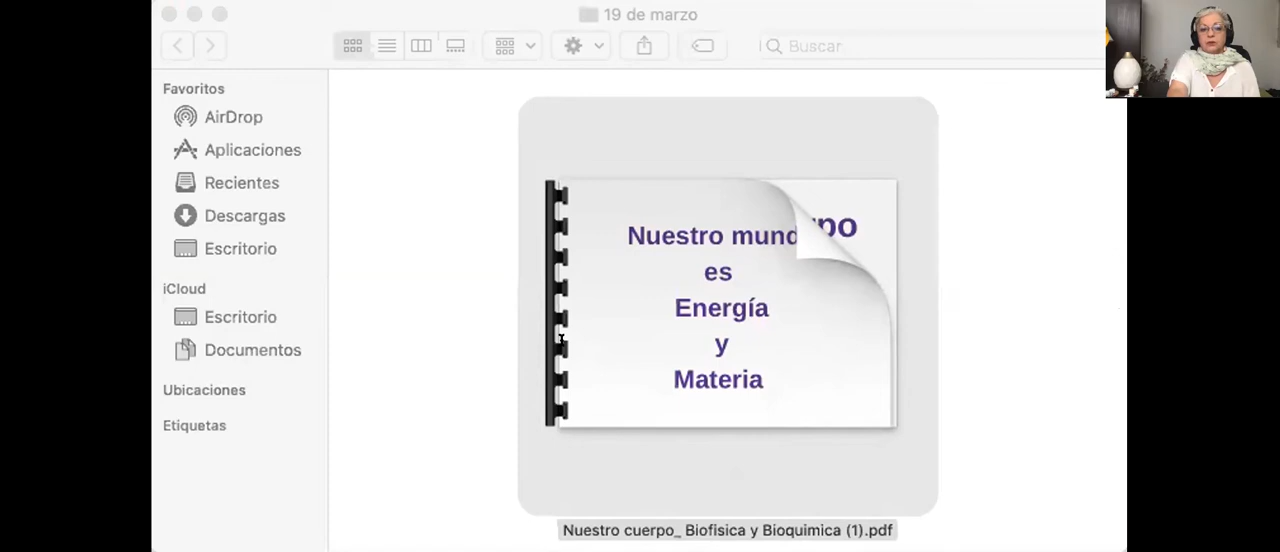 19 de marzo
Buscar
Favoritos
AirDrop
Aplicaciones
Recientes
Descargas
Escritorio
iCloud
Escritorio
Documentos
Ubicaciones
Etiquetas
Nuestro mund
es
Energía
y
Materia
Nuestro cuerpo_ Biofisica y Bioquimica (1).pdf